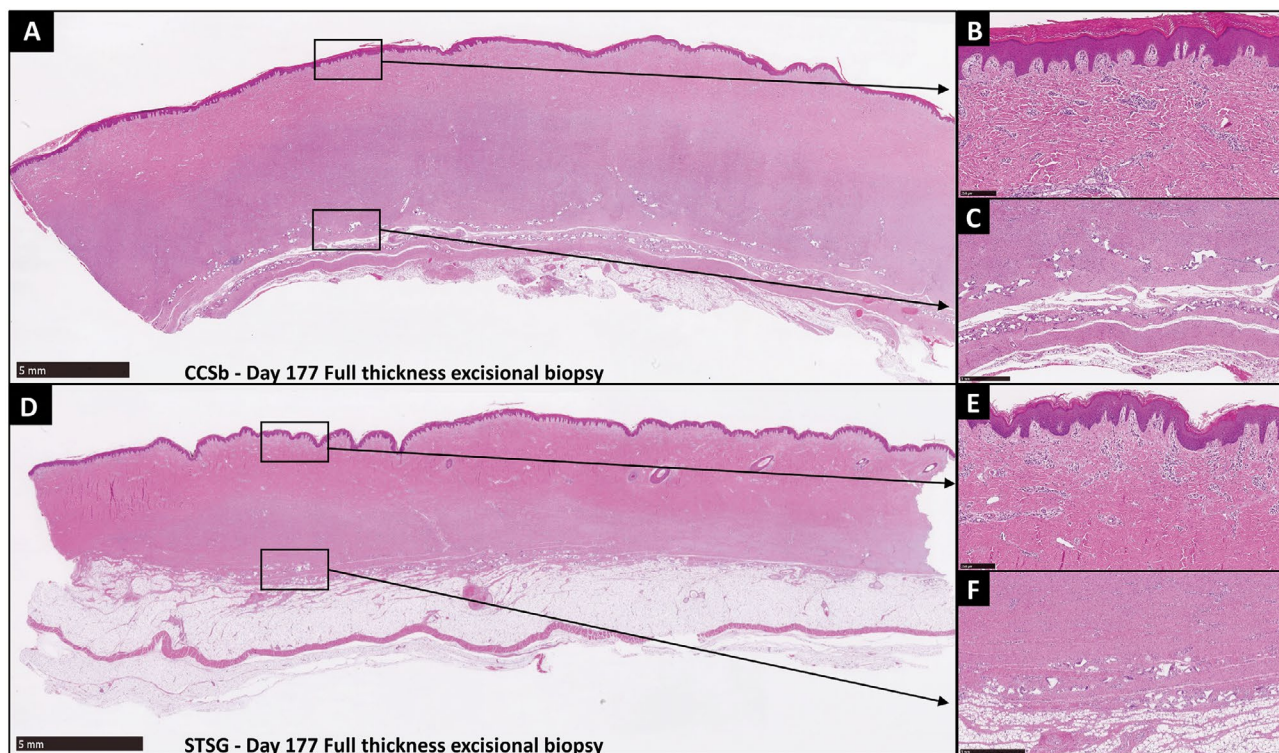 A
B
C
5 mm
CCSb - Day 177 Full thickness excisional biopsy
D
E
F
5 mm
STSG - Day 177 Full thickness excisional biopsy